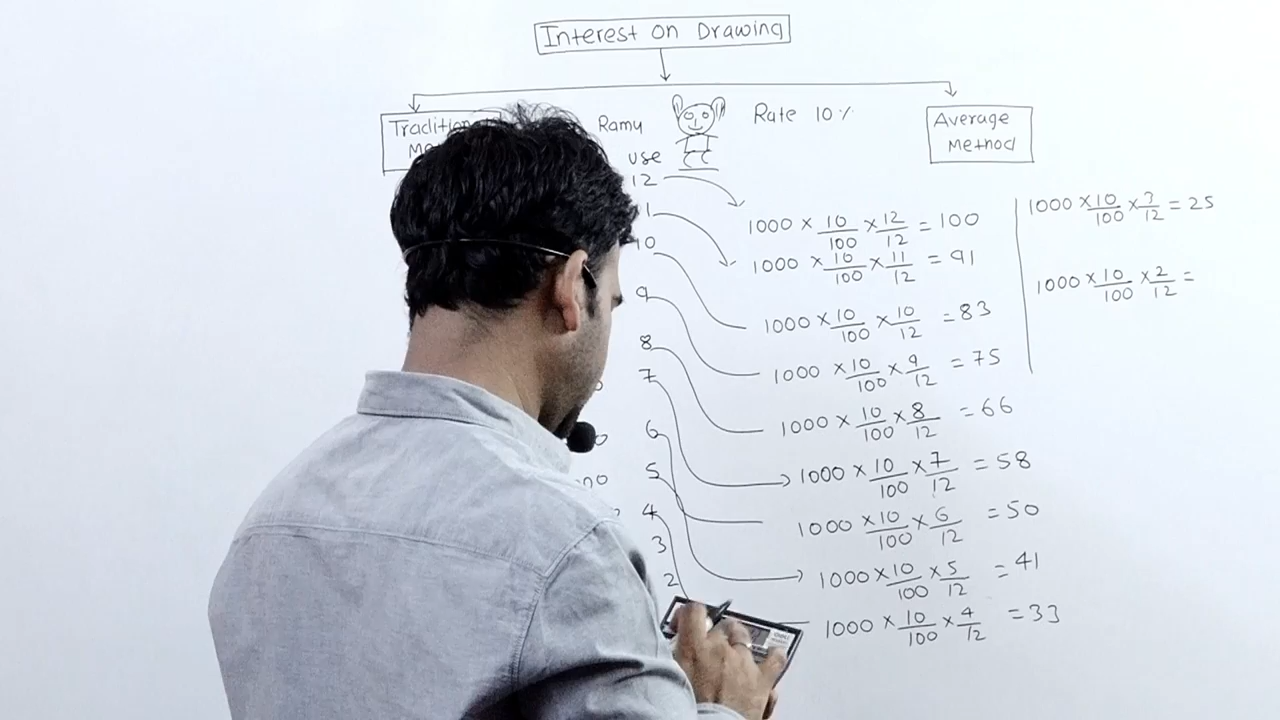 Interest on Drawing
Ramu
Rate 10 %
Average
Method
use
12
10
9
8
7
6
5
4
3
2
1000 × 10/100 × 12/12 = 100
1000 × 10/100 × 11/12 = 91
1000 × 10/100 × 10/12 = 83
1000 × 10/100 × 9/12 = 75
1000 × 10/100 × 8/12 = 66
1000 × 10/100 × 7/12 = 58
1000 × 10/100 × 6/12 = 50
1000 × 10/100 × 5/12 = 41
1000 × 10/100 × 4/12 = 33
1000 × 10/100 × 3/12 = 25
1000 × 10/100 × 2/12 =